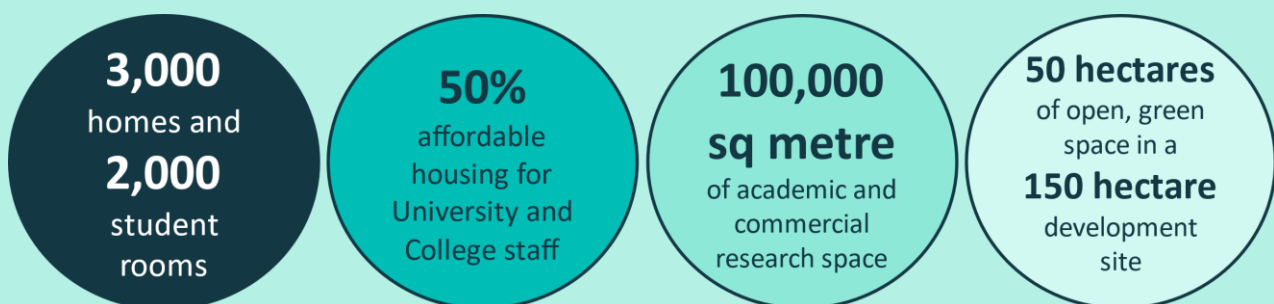 3,000
homes and
2,000
student
rooms
50%
affordable
housing for
University and
College staff
100,000
sq metre
of academic and
commercial
research space
50 hectares
of open, green
space in a
150 hectare
development
site